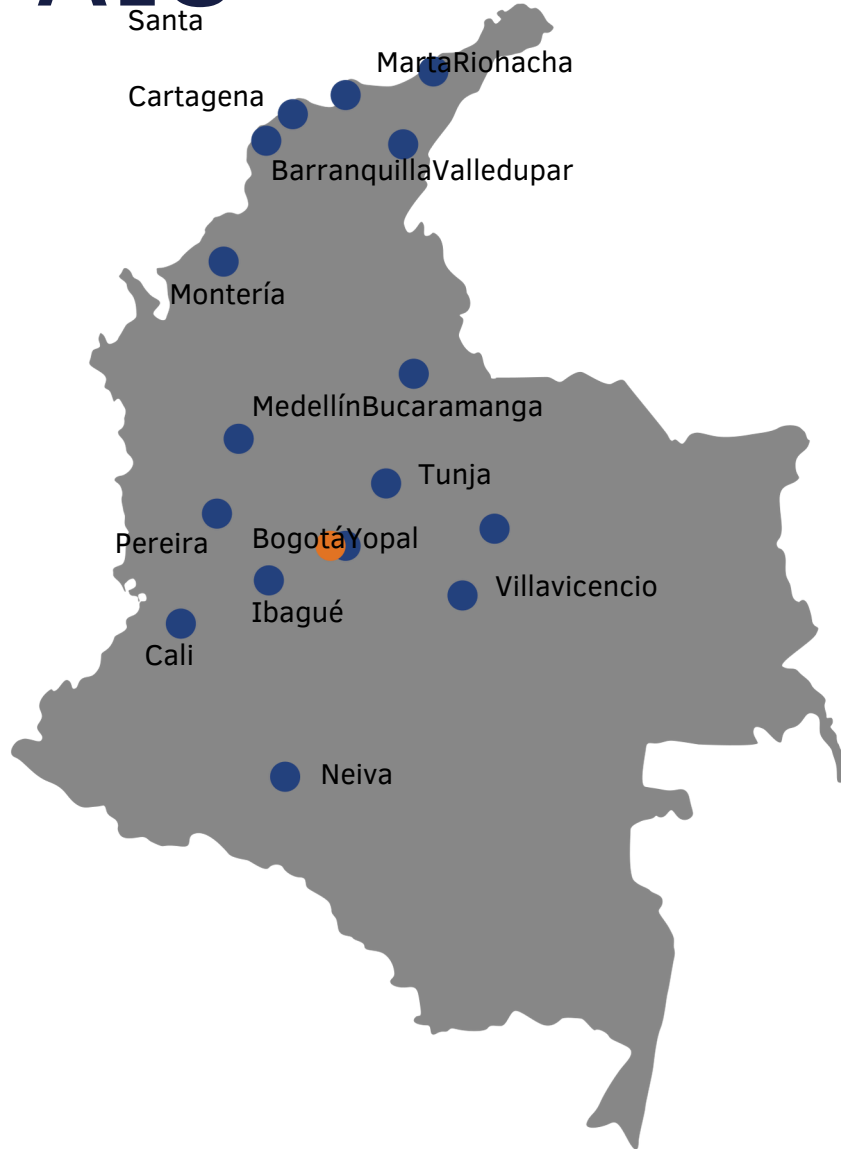 Santa
MartaRiohacha
Cartagena
BarranquillaValledupar
Montería
MedellínBucaramanga
Tunja
Pereira
BogotáYopal
Villavicencio
Ibagué
Cali
Neiva